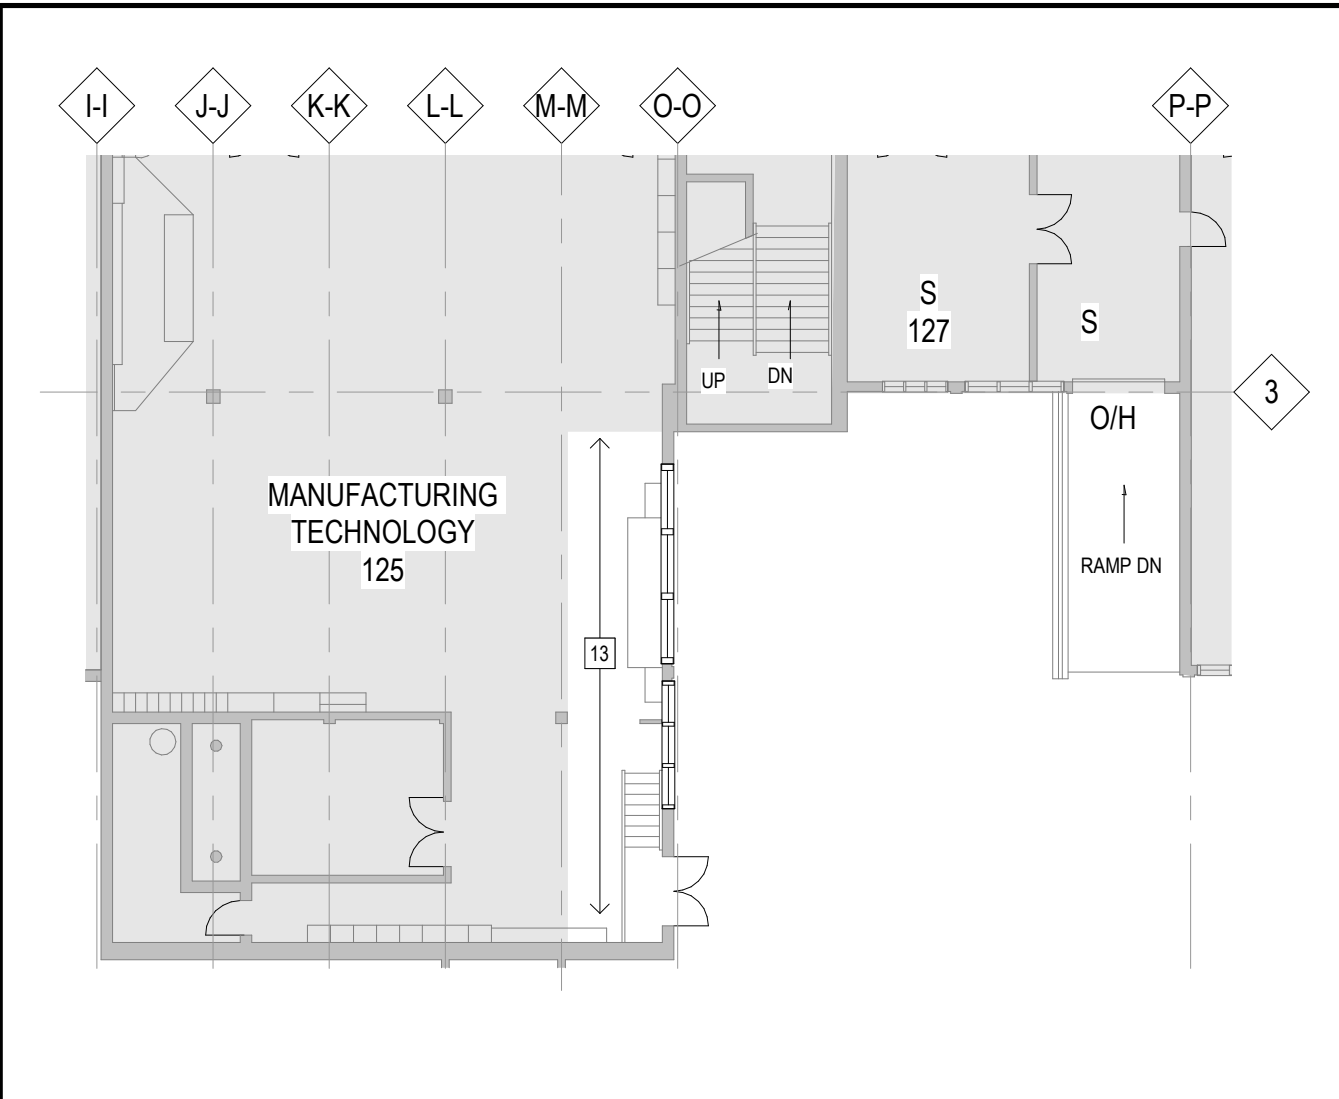 I-I
J-J
K-K
L-L
M-M
O-O
P-P
S
127
S
UP
DN
3
O/H
MANUFACTURING
TECHNOLOGY
125
RAMP DN
13